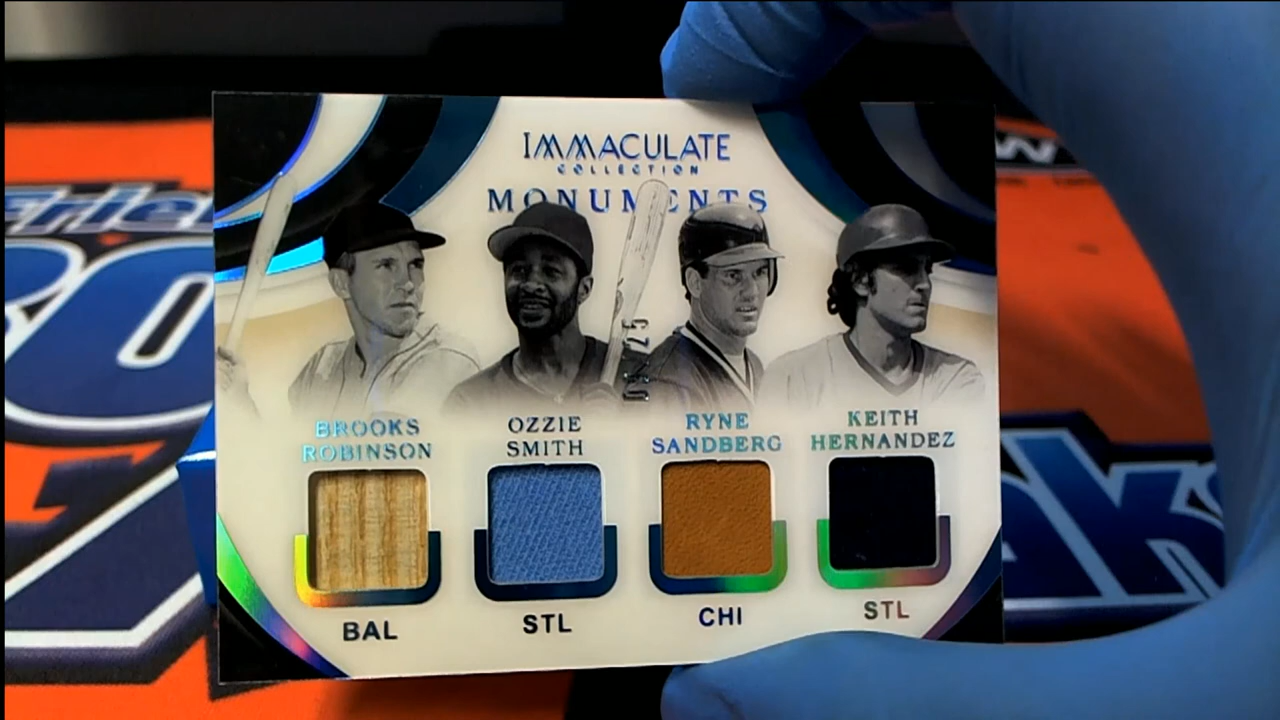 IMMACULATE
COLLECTION
MONUMENTS
BROOKS
ROBINSON
OZZIE
SMITH
RYNE
SANDBERG
KEITH
HERNANDEZ
BAL
STL
CHI
STL